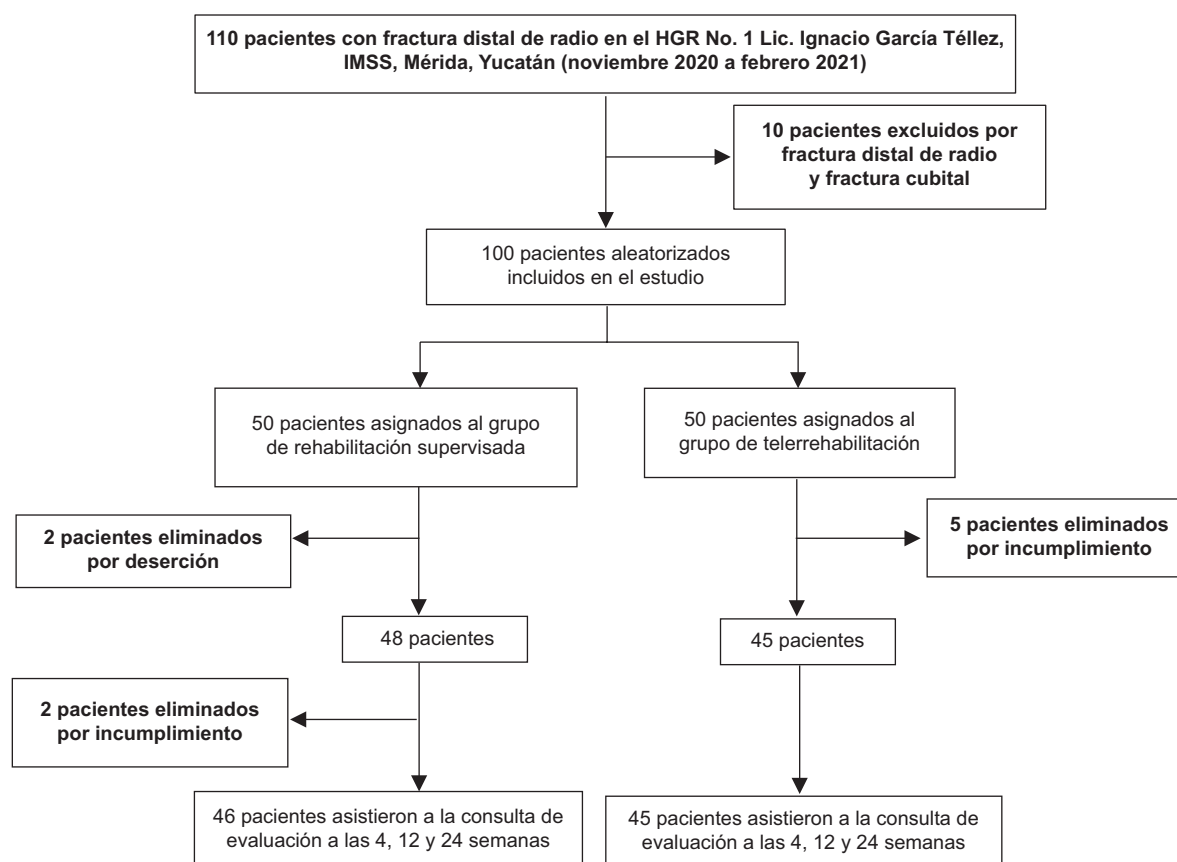 110 pacientes con fractura distal de radio en el HGR No. 1 Lic. Ignacio García Téllez,
IMSS, Mérida, Yucatán (noviembre 2020 a febrero 2021)
10 pacientes excluidos por
fractura distal de radio
y fractura cubital
100 pacientes aleatorizados
incluidos en el estudio
50 pacientes asignados al grupo
de rehabilitación supervisada
50 pacientes asignados al
grupo de telerrehabilitación
2 pacientes eliminados
por deserción
5 pacientes eliminados
por incumplimiento
48 pacientes
45 pacientes
2 pacientes eliminados
por incumplimiento
46 pacientes asistieron a la consulta de
evaluación a las 4, 12 y 24 semanas
45 pacientes asistieron a la consulta de
evaluación a las 4, 12 y 24 semanas